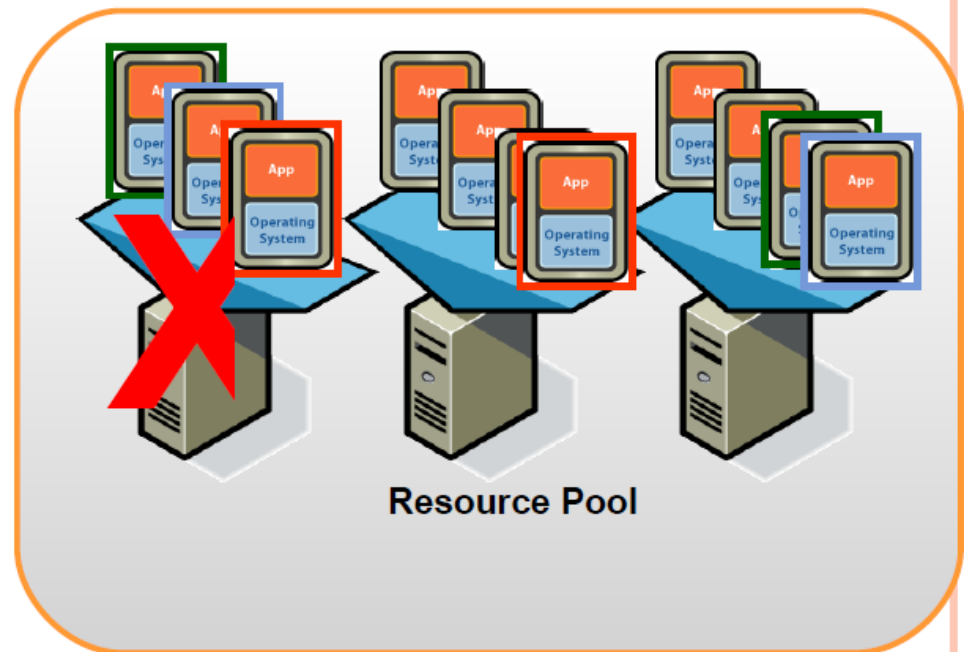 App
Operating
System
App
Operating
System
App
Operating
System
Resource Pool